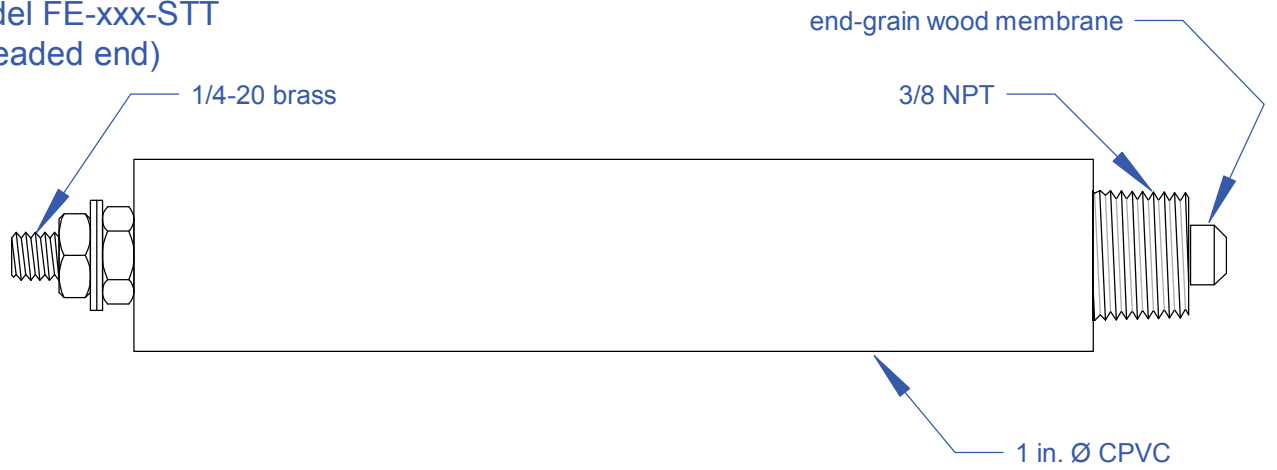 del FE-xxx-STT
eaded end)
end-grain wood membrane
1/4-20 brass
3/8 NPT
1 in. Ø CPVC